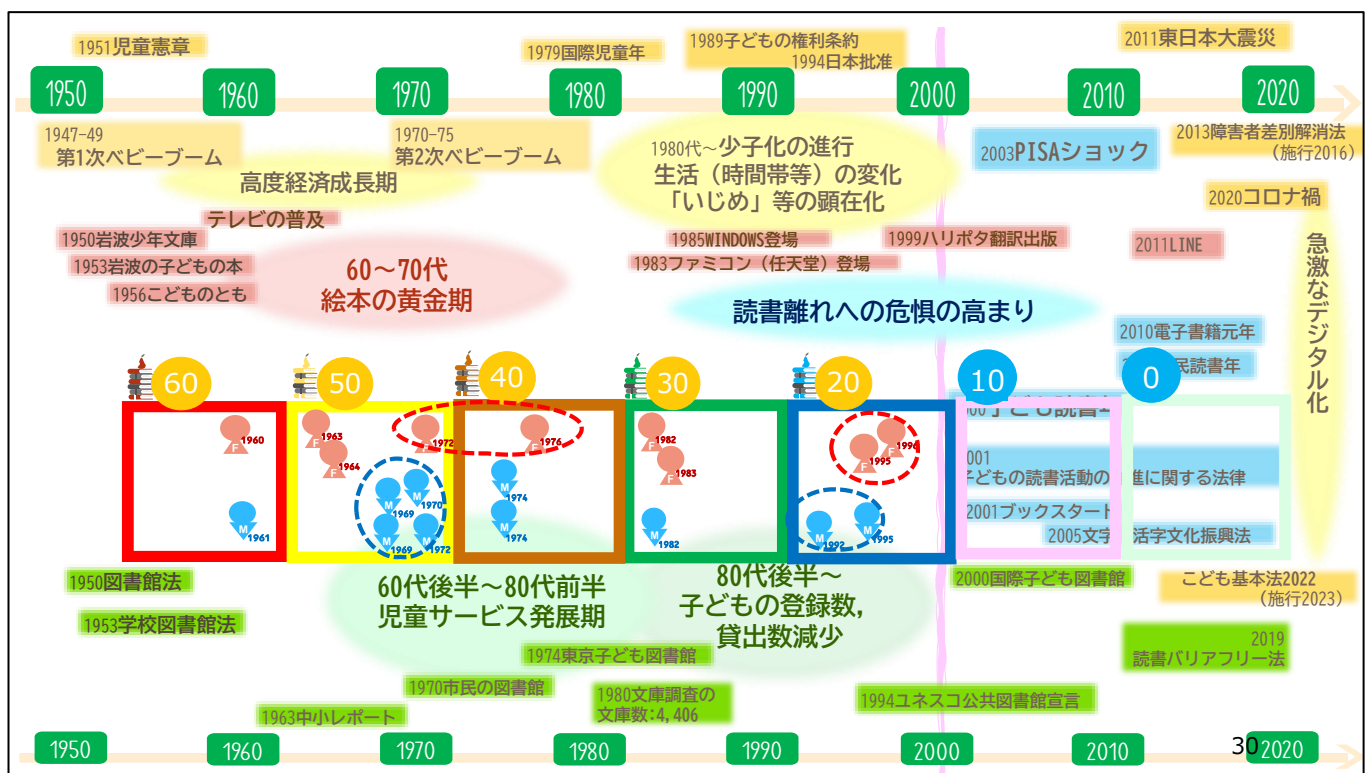 1951児童憲章
1979国際児童年
1989子どもの権利条約
1994日本批准
2011東日本大震災
1950
1960
1970
1980
1990
2000
2010
2020
1947-49
第1次ベビーブーム
1970-75
第2次ベビーブーム
高度経済成長期
1980代～少子化の進行
生活（時間帯等）の変化
「いじめ」等の顕在化
2003PISAショック
2013障害者差別解消法
（施行2016）
2020コロナ禍
テレビの普及
1950岩波少年文庫
1953岩波の子どもの本
1956こどものとも
60～70代
絵本の黄金期
1985WINDOWS登場
1983ファミコン（任天堂）登場
1999ハリポタ翻訳出版
2011LINE
急激なデジタル化
読書離れへの危惧の高まり
2010電子書籍元年
民読書年
60
50
40
30
20
10
0
F 1960
M 1961
F 1963
F 1964
F 1972
M 1969
M 1970
M 1969
M 1972
F 1976
M 1974
M 1974
F 1982
F 1983
M 1982
F 1995
F 1996
M 1992
M 1995
子ども読書
2001
子どもの読書活動の
進に関する法律
2001ブックスタート
2005文字
活字文化振興法
1950図書館法
1953学校図書館法
60代後半～80代前半
児童サービス発展期
80代後半～
子どもの登録数,
貸出数減少
2000国際子ども図書館
こども基本法2022
（施行2023）
2019
読書バリアフリー法
1974東京子ども図書館
1970市民の図書館
1980文庫調査の
文庫数:4,406
1963中小レポート
1994ユネスコ公共図書館宣言
1950
1960
1970
1980
1990
2000
2010
30
2020